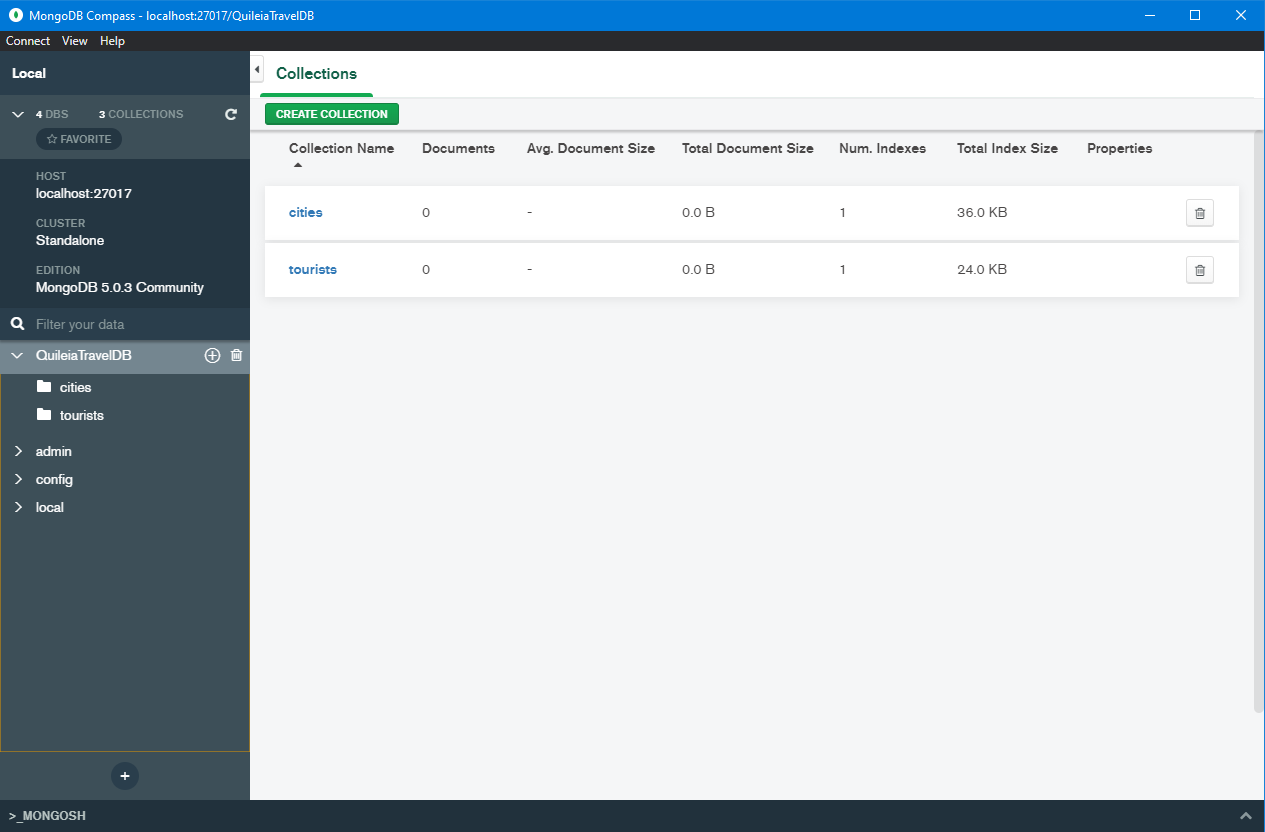 MongoDB Compass - localhost:27017/QuileiaTravelDB
Connect View Help
Local
4 DBS 3 COLLECTIONS
FAVORITE
HOST
localhost:27017
CLUSTER
Standalone
EDITION
MongoDB 5.0.3 Community
Filter your data
QuileiaTravelDB
cities
tourists
admin
config
local
>_MONGOSH
Collections
CREATE COLLECTION
Collection Name Documents Avg. Document Size Total Document Size Num. Indexes Total Index Size Properties
cities 0 - 0.0 B 1 36.0 KB
tourists 0 - 0.0 B 1 24.0 KB